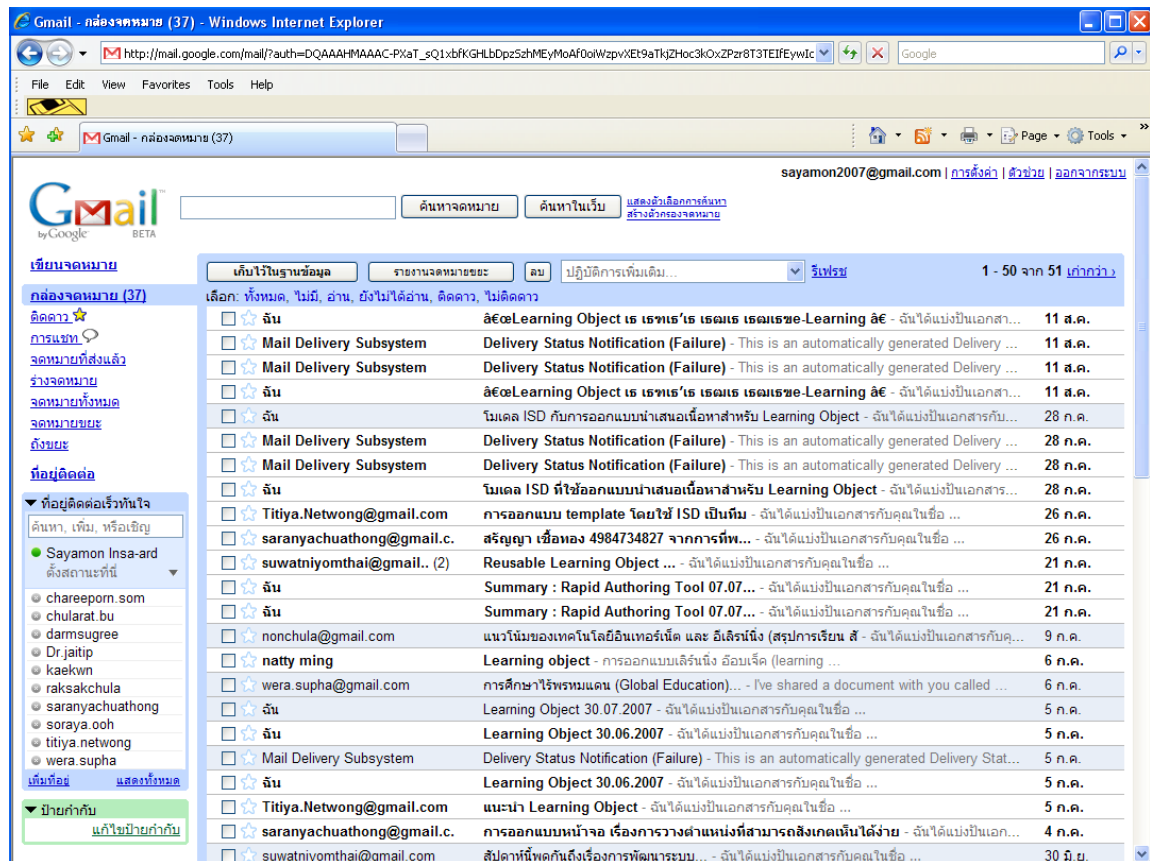 Gmail - กล่องจดหมาย (37) - Windows Internet Explorer
http://mail.google.com/mail/?auth=
Google
File Edit View Favorites Tools Help
Gmail - กล่องจดหมาย (37)
Page Tools
sayamon2007@gmail.com | การตั้งค่า | ตัวช่วย | ออกจากระบบ
Gmail by Google BETA
ค้นหาจดหมาย ค้นหาในเว็บ แสดงตัวเลือกการค้นหา
สร้างตัวกรองจดหมาย
เขียนจดหมาย
กล่องจดหมาย (37)
ติดดาว
การแชท
จดหมายที่ส่งแล้ว
ร่างจดหมาย
จดหมายทั้งหมด
จดหมายขยะ
ถังขยะ
ที่อยู่ติดต่อ
ที่อยู่ติดต่อเร็วทันใจ
ค้นหา, เพิ่ม, หรือเชิญ
Sayamon Insa-ard
ตั้งสถานะที่นี่
chareeporn.som
chularat.bu
darmsugree
Dr.jaitip
kaekwn
raksakchula
saranyachuathong
soraya.ooh
titiya.netwong
wera.supha
เพิ่มที่อยู่ แสดงทั้งหมด
ป้ายกำกับ
แก้ไขป้ายกำกับ
เก็บไว้ในฐานข้อมูล รายงานจดหมายขยะ ลบ ปฏิบัติการเพิ่มเติม... รีเฟรช 1 - 50 จาก 51 เก่ากว่า ›
เลือก: ทั้งหมด, ไม่มี, อ่าน, ยังไม่ได้อ่าน, ติดดาว, ไม่ติดดาว
ฉัน â€œLearning Object เธ เธฑเธ'เธ เธฌเธ เธฌเธฃe-Learning â€ - ฉันได้แบ่งปันเอกสา... 11 ส.ค.
Mail Delivery Subsystem Delivery Status Notification (Failure) - This is an automatically generated Delivery ... 11 ส.ค.
Mail Delivery Subsystem Delivery Status Notification (Failure) - This is an automatically generated Delivery ... 11 ส.ค.
ฉัน â€œLearning Object เธ เธฑเธ'เธ เธฌเธ เธฌเธฃe-Learning â€ - ฉันได้แบ่งปันเอกสา... 11 ส.ค.
ฉัน โมเดล ISD กับการออกแบบนำเสนอเนื้อหาสำหรับ Learning Object - ฉันได้แบ่งปันเอกสารกับ... 28 ก.ค.
Mail Delivery Subsystem Delivery Status Notification (Failure) - This is an automatically generated Delivery ... 28 ก.ค.
Mail Delivery Subsystem Delivery Status Notification (Failure) - This is an automatically generated Delivery ... 28 ก.ค.
ฉัน โมเดล ISD ที่ใช้ออกแบบนำเสนอเนื้อหาสำหรับ Learning Object - ฉันได้แบ่งปันเอกสาร... 28 ก.ค.
Titiya.Netwong@gmail.com การออกแบบ template โดยใช้ ISD เป็นทีม - ฉันได้แบ่งปันเอกสารกับคุณในชื่อ ... 26 ก.ค.
saranyachuathong@gmail.c. สรัญญา เชื้อทอง 4984734827 จากการที่พ... - ฉันได้แบ่งปันเอกสารกับคุณในชื่อ ... 26 ก.ค.
suwatniyomthai@gmail.. (2) Reusable Learning Object ... - ฉันได้แบ่งปันเอกสารกับคุณในชื่อ ... 21 ก.ค.
ฉัน Summary : Rapid Authoring Tool 07.07... - ฉันได้แบ่งปันเอกสารกับคุณในชื่อ ... 21 ก.ค.
ฉัน Summary : Rapid Authoring Tool 07.07... - ฉันได้แบ่งปันเอกสารกับคุณในชื่อ ... 21 ก.ค.
nonchula@gmail.com แนวโน้มของเทคโนโลยีอินเทอร์เน็ต และ อีเลิร์นนิ่ง (สรุปการเรียน สั - ฉันได้แบ่งปันเอกสารกับคุ... 9 ก.ค.
natty ming Learning object - การออกแบบเลิร์นนิ่ง อ็อบเจ็ค (learning ... 6 ก.ค.
wera.supha@gmail.com การศึกษาไร้พรหมแดน (Global Education)... - I've shared a document with you called ... 6 ก.ค.
ฉัน Learning Object 30.07.2007 - ฉันได้แบ่งปันเอกสารกับคุณในชื่อ ... 5 ก.ค.
ฉัน Learning Object 30.06.2007 - ฉันได้แบ่งปันเอกสารกับคุณในชื่อ ... 5 ก.ค.
Mail Delivery Subsystem Delivery Status Notification (Failure) - This is an automatically generated Delivery Stat... 5 ก.ค.
ฉัน Learning Object 30.06.2007 - ฉันได้แบ่งปันเอกสารกับคุณในชื่อ ... 5 ก.ค.
Titiya.Netwong@gmail.com แนะนำ Learning Object - ฉันได้แบ่งปันเอกสารกับคุณในชื่อ ... 5 ก.ค.
saranyachuathong@gmail.c. การออกแบบหน้าจอ เรื่องการวางตำแหน่งที่สามารถสังเกตเห็นได้ง่าย - ฉันได้แบ่งปันเอก... 4 ก.ค.
suwatniyomthai@gmail.com สัปดาห์นี้พูดกันถึงเรื่องการพัฒนาระบบ... - ฉันได้แบ่งปันเอกสารกับคุณในชื่อ ... 30 มิ.ย.